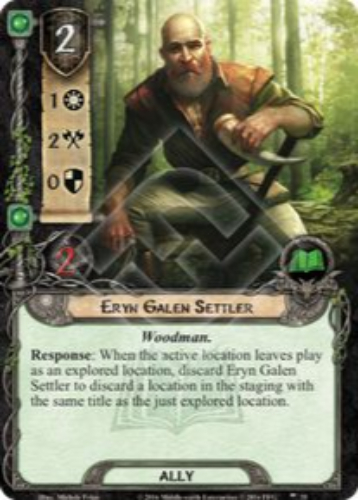 2
1
2
0
2
ERYN GALEN SETTLER
Woodman.
Response: When the active location leaves play
as an explored location, discard Eryn Galen
Settler to discard a location in the staging with
the same title as the just explored location.
ALLY